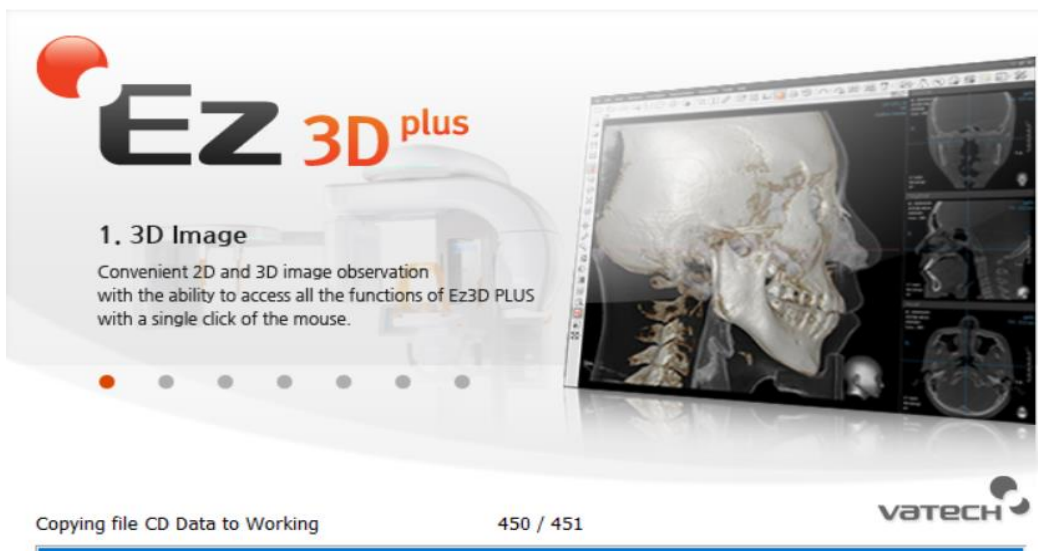 Ez 3D plus
1. 3D Image
Convenient 2D and 3D image observation
with the ability to access all the functions of Ez3D PLUS
with a single click of the mouse.
Copying file CD Data to Working 450 / 451
vatech